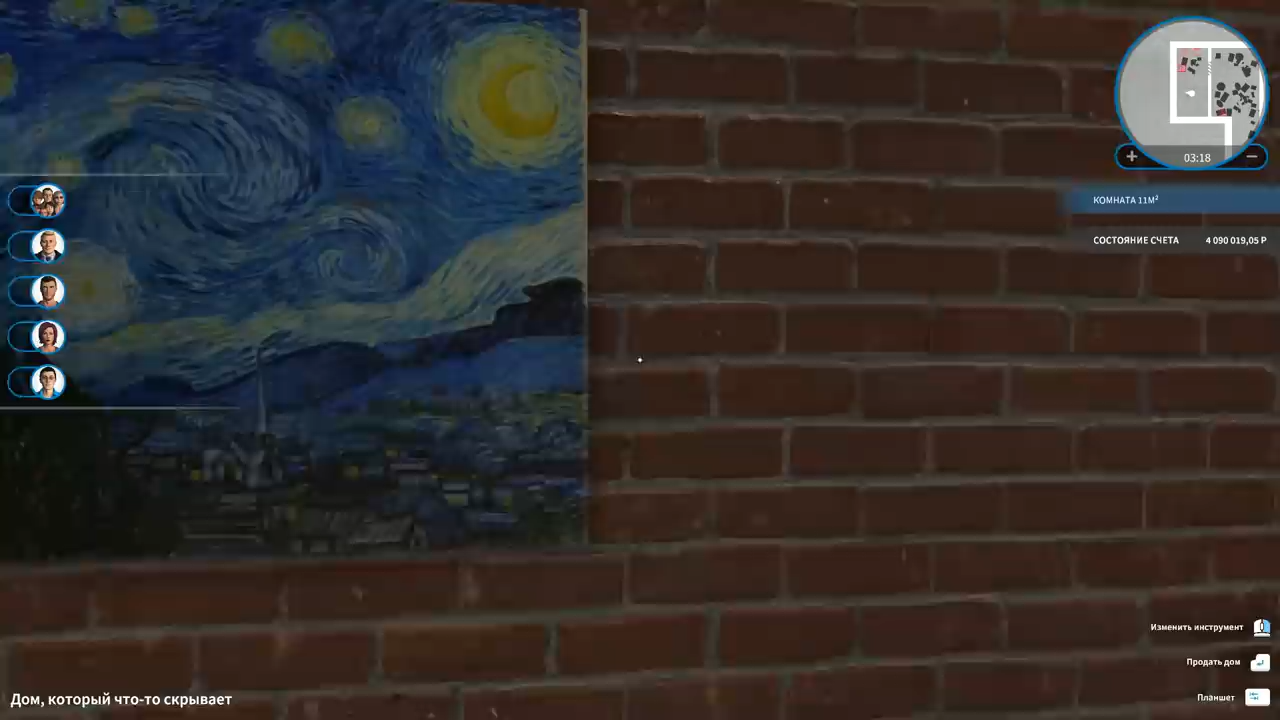 03:18
КОМНАТА 11М²
СОСТОЯНИЕ СЧЕТА 4 090 019,05 Р
Изменить инструмент
Продать дом
Планшет
Дом, который что-то скрывает